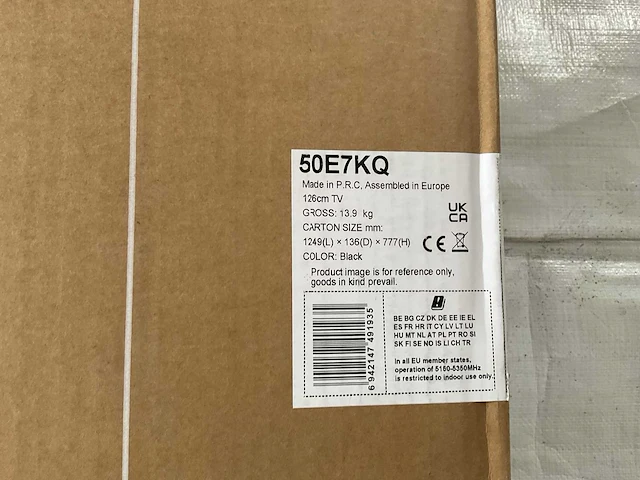 50E7KQ
Made in P.R.C, Assembled in Europe
126cm TV
GROSS: 13.9 kg
CARTON SIZE mm:
1249(L) × 136(D) × 777(H)
COLOR: Black
UK
CA
CE
Product image is for reference only,
goods in kind prevail.
6 942147 491935
BE BG CZ DK DE EE IE EL
ES FR HR IT CY LV LT LU
HU MT NL AT PL PT RO SI
SK FI SE NO IS LI CH TR
In all EU member states,
operation of 5150-5350MHz
is restricted to indoor use only.